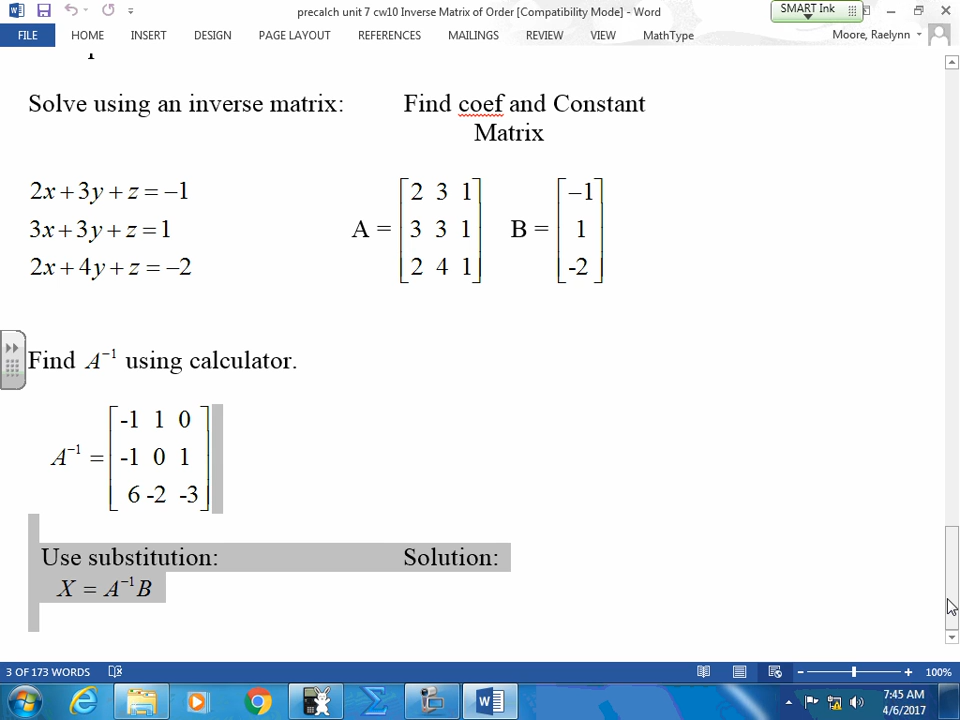 precalch unit 7 cw10 Inverse Matrix of Order [Compatibility Mode] - Word
SMART Ink
FILE HOME INSERT DESIGN PAGE LAYOUT REFERENCES MAILINGS REVIEW VIEW MathType Moore, Raelynn
Solve using an inverse matrix: Find coef and Constant
Matrix
2x + 3y + z = −1
3x + 3y + z = 1
2x + 4y + z = −2
2 3 1
A = 3 3 1
2 4 1
−1
B = 1
-2
Find A⁻¹ using calculator.
-1 1 0
A⁻¹ = -1 0 1
6 -2 -3
Use substitution: Solution:
X = A⁻¹B
3 OF 173 WORDS 100%
7:45 AM
4/6/2017